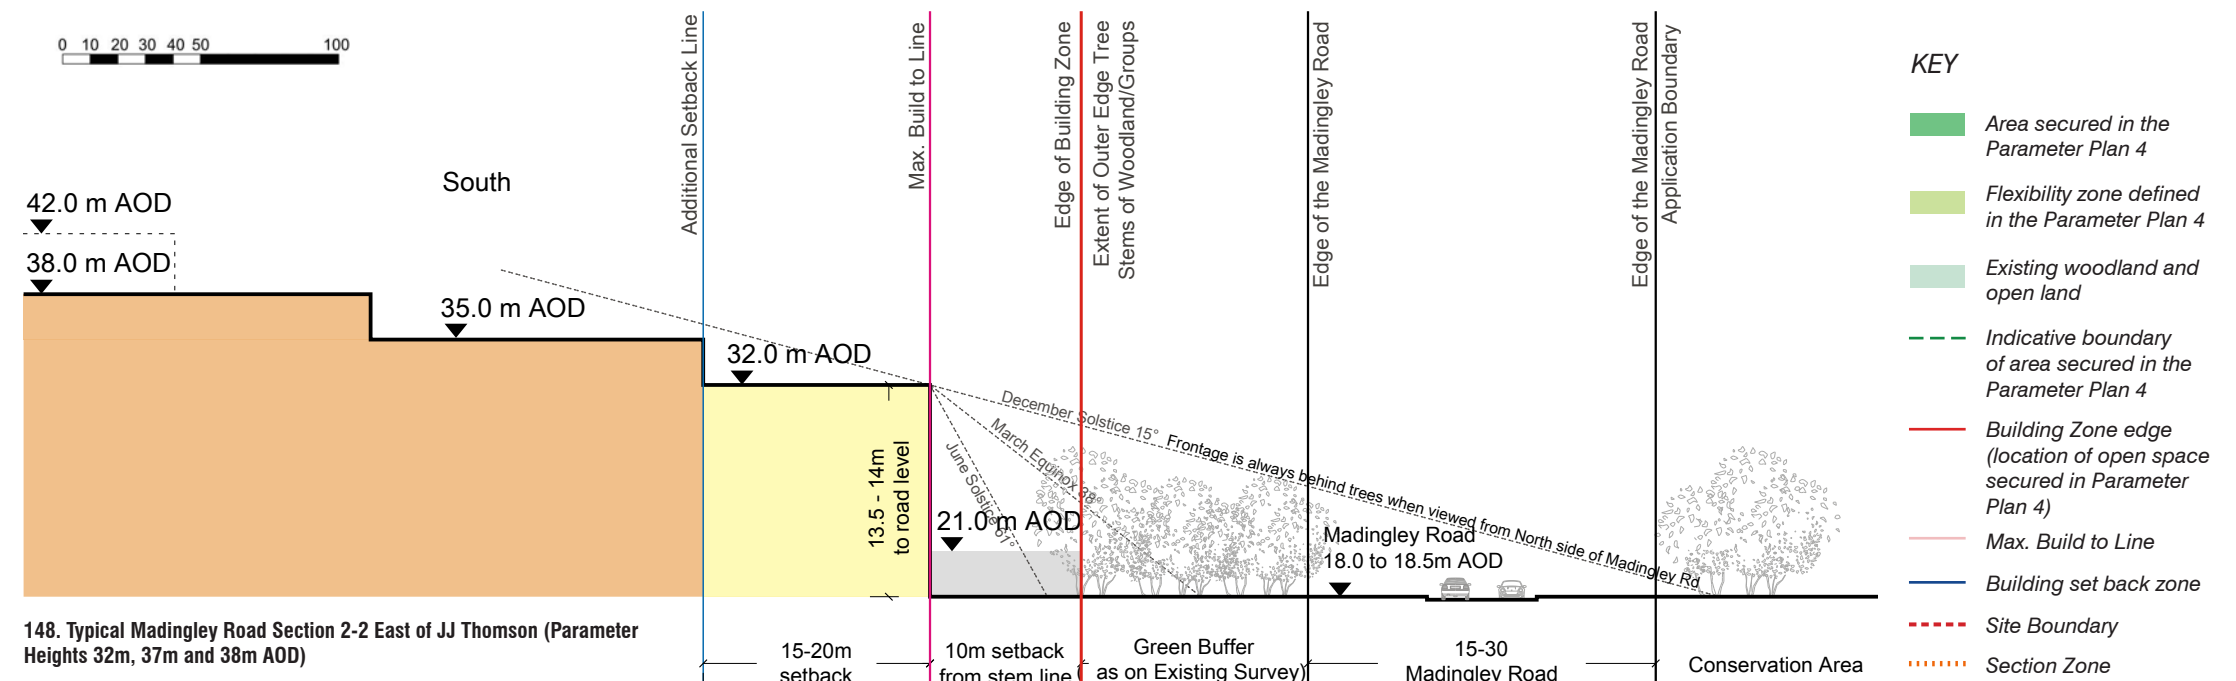 0 10 20 30 40 50 100
Additional Setback Line
Max. Build to Line
Edge of Building Zone
Extent of Outer Edge Tree
Stems of Woodland/Groups
Edge of the Madingley Road
Edge of the Madingley Road
Application Boundary
South
42.0 m AOD
38.0 m AOD
35.0 m AOD
32.0 m AOD
13.5 - 14m
to road level
21.0 m AOD
December Solstice 15°
March Equinox 38°
June Solstice 61°
Frontage is always behind trees when viewed from North side of Madingley Rd
Madingley Road
18.0 to 18.5m AOD
15-20m
setback
10m setback
from stem line
Green Buffer
( as on Existing Survey)
15-30
Madingley Road
Conservation Area
148. Typical Madingley Road Section 2-2 East of JJ Thomson (Parameter
Heights 32m, 37m and 38m AOD)
KEY
Area secured in the
Parameter Plan 4
Flexibility zone defined
in the Parameter Plan 4
Existing woodland and
open land
Indicative boundary
of area secured in the
Parameter Plan 4
Building Zone edge
(location of open space
secured in Parameter
Plan 4)
Max. Build to Line
Building set back zone
Site Boundary
Section Zone